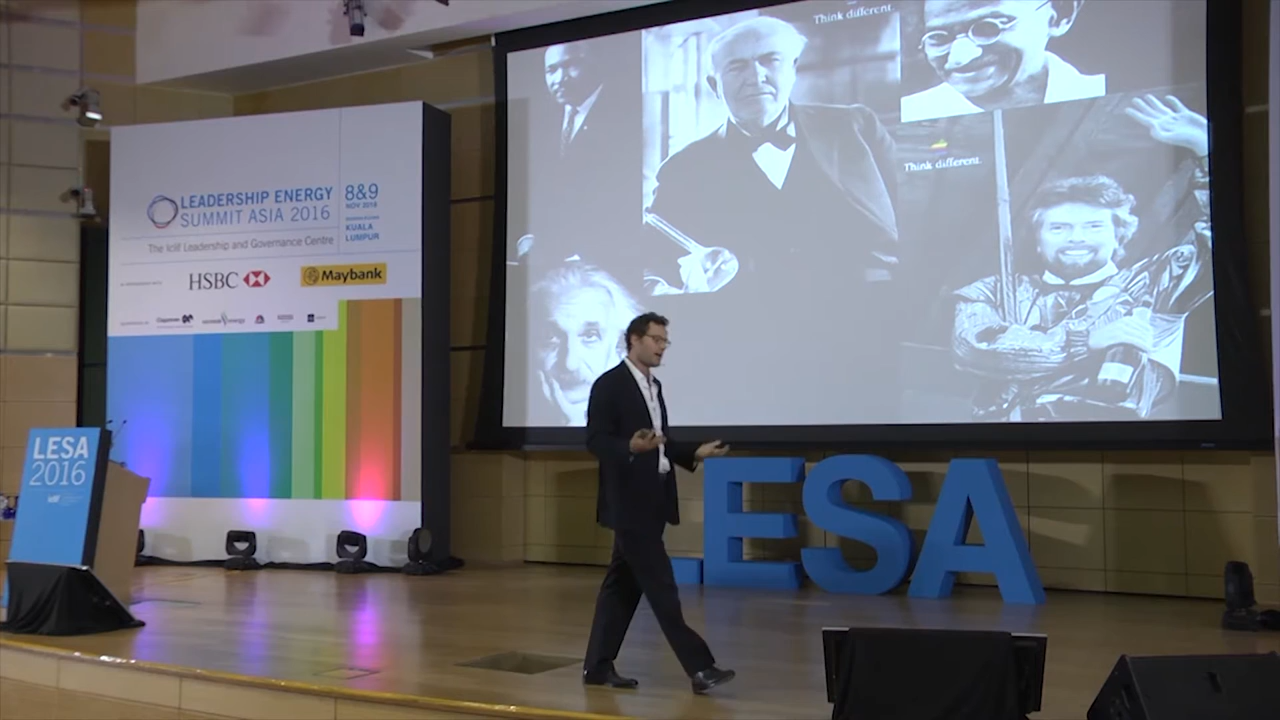 Think different.
Think different.
LEADERSHIP ENERGY
SUMMIT ASIA 2016
8&9
NOV 2016
KUALA
LUMPUR
The Iclif Leadership and Governance Centre
HSBC
Maybank
LESA
2016
iclif
LESA